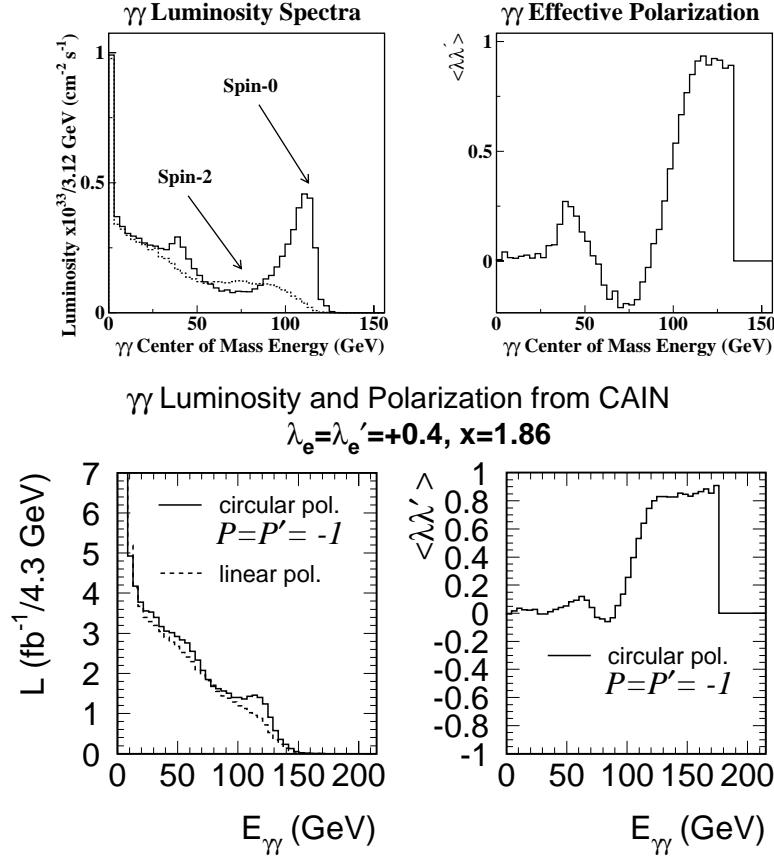 γγ Luminosity Spectra
Luminosity x10³³/3.12 GeV (cm⁻² s⁻¹)
1
0.5
0
Spin-0
Spin-2
0 50 100 150
γγ Center of Mass Energy (GeV)
γγ Effective Polarization
<λλ′>
1
0.5
0
0 50 100 150
γγ Center of Mass Energy (GeV)
γγ Luminosity and Polarization from CAIN
λₑ=λₑ′=+0.4, x=1.86
L (fb⁻¹/4.3 GeV)
7
6
5
4
3
2
1
0
circular pol.
P=P′= -1
linear pol.
0 50 100 150 200
E_γγ (GeV)
<λλ′ >
1
0.8
0.6
0.4
0.2
0
-0.2
-0.4
-0.6
-0.8
-1
circular pol.
P=P′= -1
0 100 200
E_γγ (GeV)